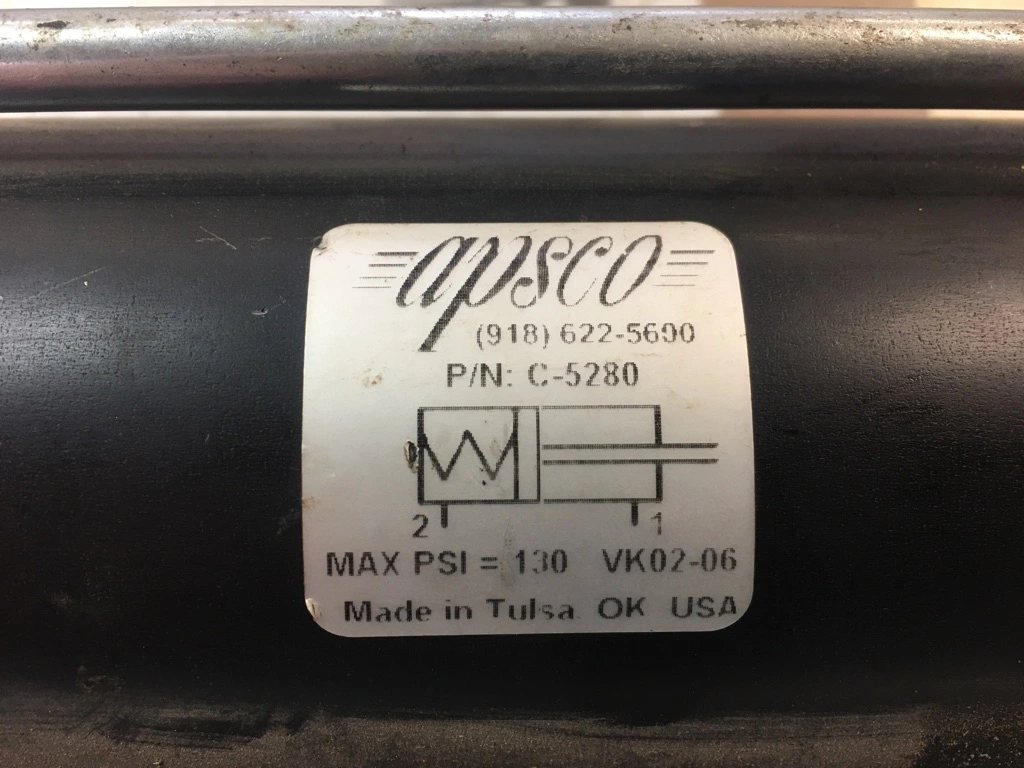 apsco
(918) 622-5600
P/N: C-5280
2 1
MAX PSI = 130 VK02-06
Made in Tulsa. OK USA